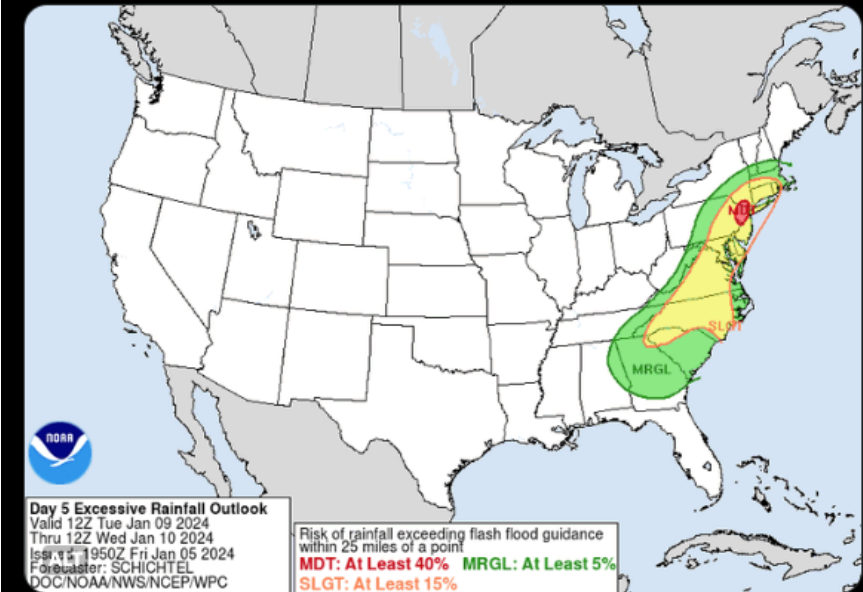 MDT
SLGT
MRGL
NOAA
Day 5 Excessive Rainfall Outlook
Valid 12Z Tue Jan 09 2024
Thru 12Z Wed Jan 10 2024
Issued: 1950Z Fri Jan 05 2024
Forecaster: SCHICHTEL
DOC/NOAA/NWS/NCEP/WPC
Risk of rainfall exceeding flash flood guidance
within 25 miles of a point
MDT: At Least 40% MRGL: At Least 5%
SLGT: At Least 15%